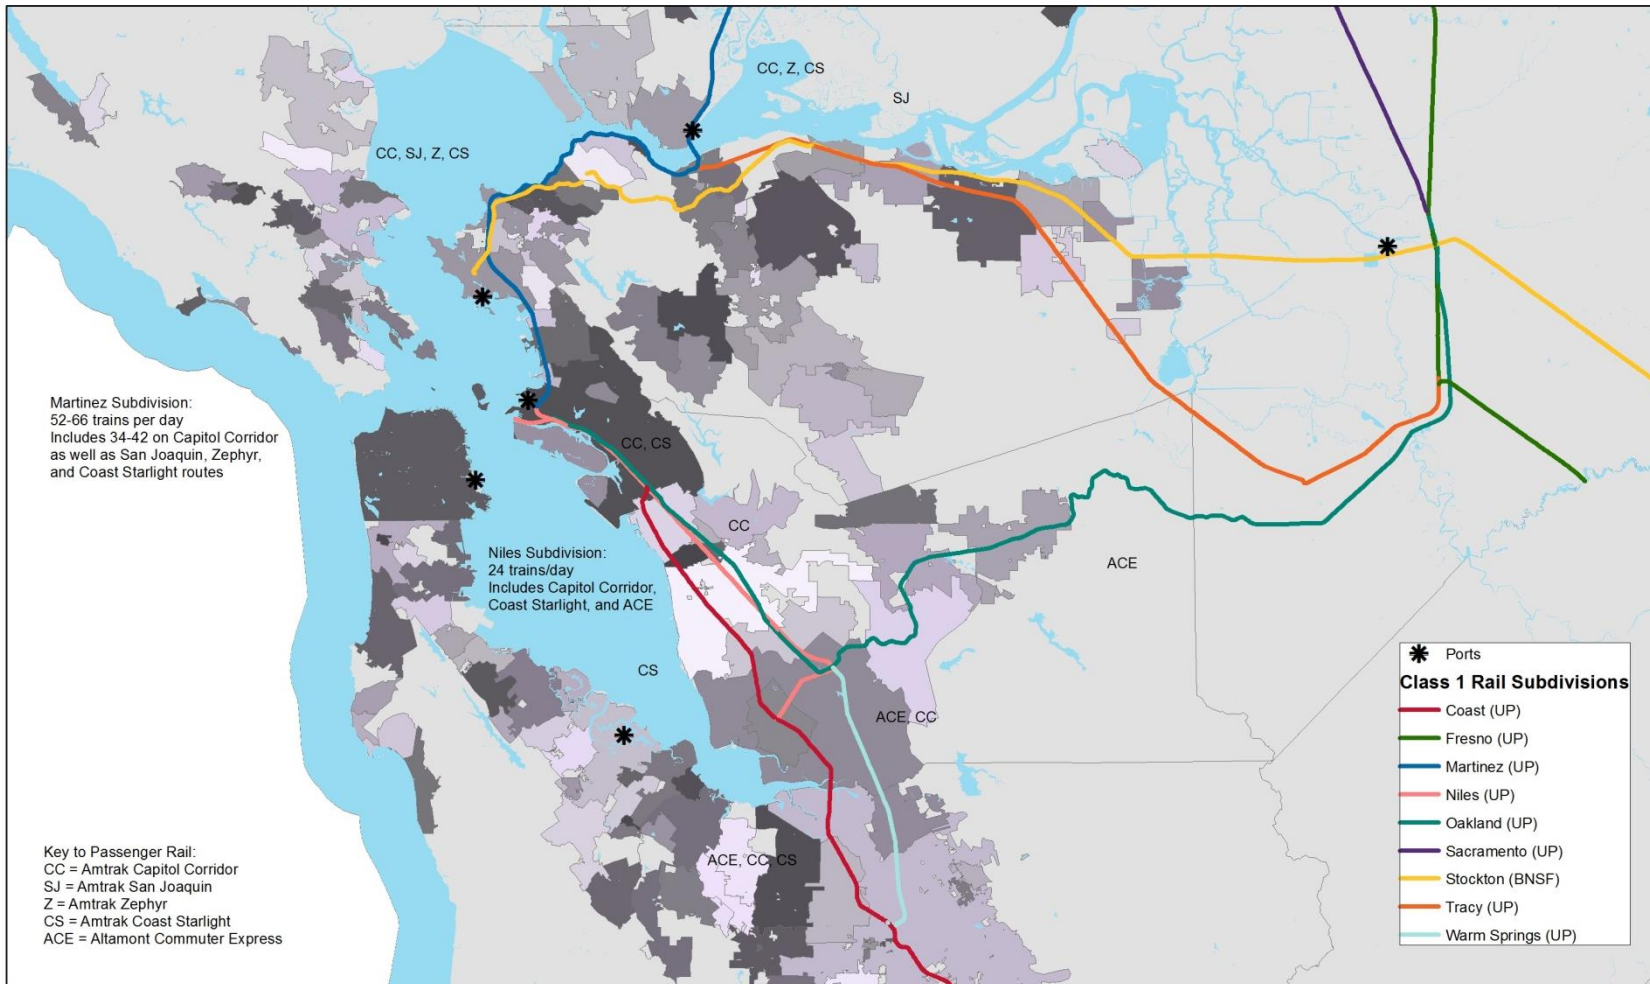 CC, Z, CS
SJ
CC, SJ, Z, CS
Martinez Subdivision:
52-66 trains per day
Includes 34-42 on Capitol Corridor
as well as San Joaquin, Zephyr,
and Coast Starlight routes
CC, CS
CC
Niles Subdivision:
24 trains/day
Includes Capitol Corridor,
Coast Starlight, and ACE
ACE
CS
ACE, CC
ACE, CC, CS
Key to Passenger Rail:
CC = Amtrak Capitol Corridor
SJ = Amtrak San Joaquin
Z = Amtrak Zephyr
CS = Amtrak Coast Starlight
ACE = Altamont Commuter Express
Ports
Class 1 Rail Subdivisions
Coast (UP)
Fresno (UP)
Martinez (UP)
Niles (UP)
Oakland (UP)
Sacramento (UP)
Stockton (BNSF)
Tracy (UP)
Warm Springs (UP)